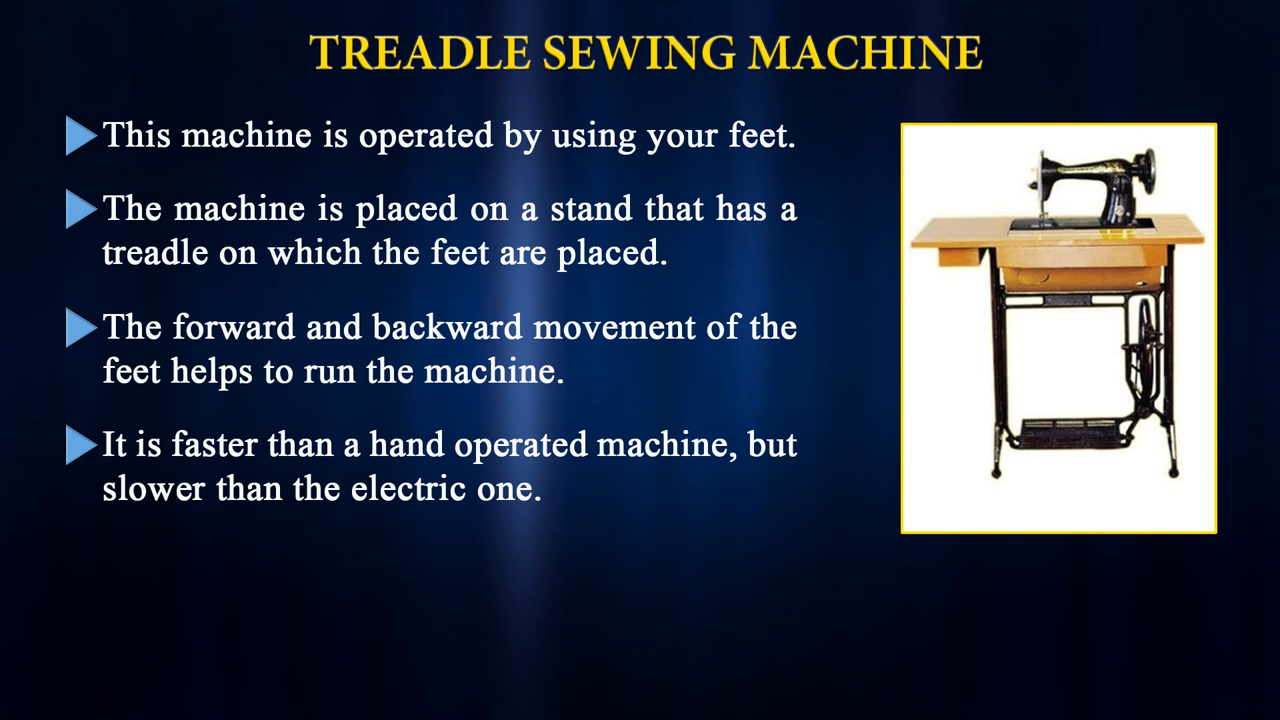 TREADLE SEWING MACHINE
This machine is operated by using your feet.
The machine is placed on a stand that has a
treadle on which the feet are placed.
The forward and backward movement of the
feet helps to run the machine.
It is faster than a hand operated machine, but
slower than the electric one.